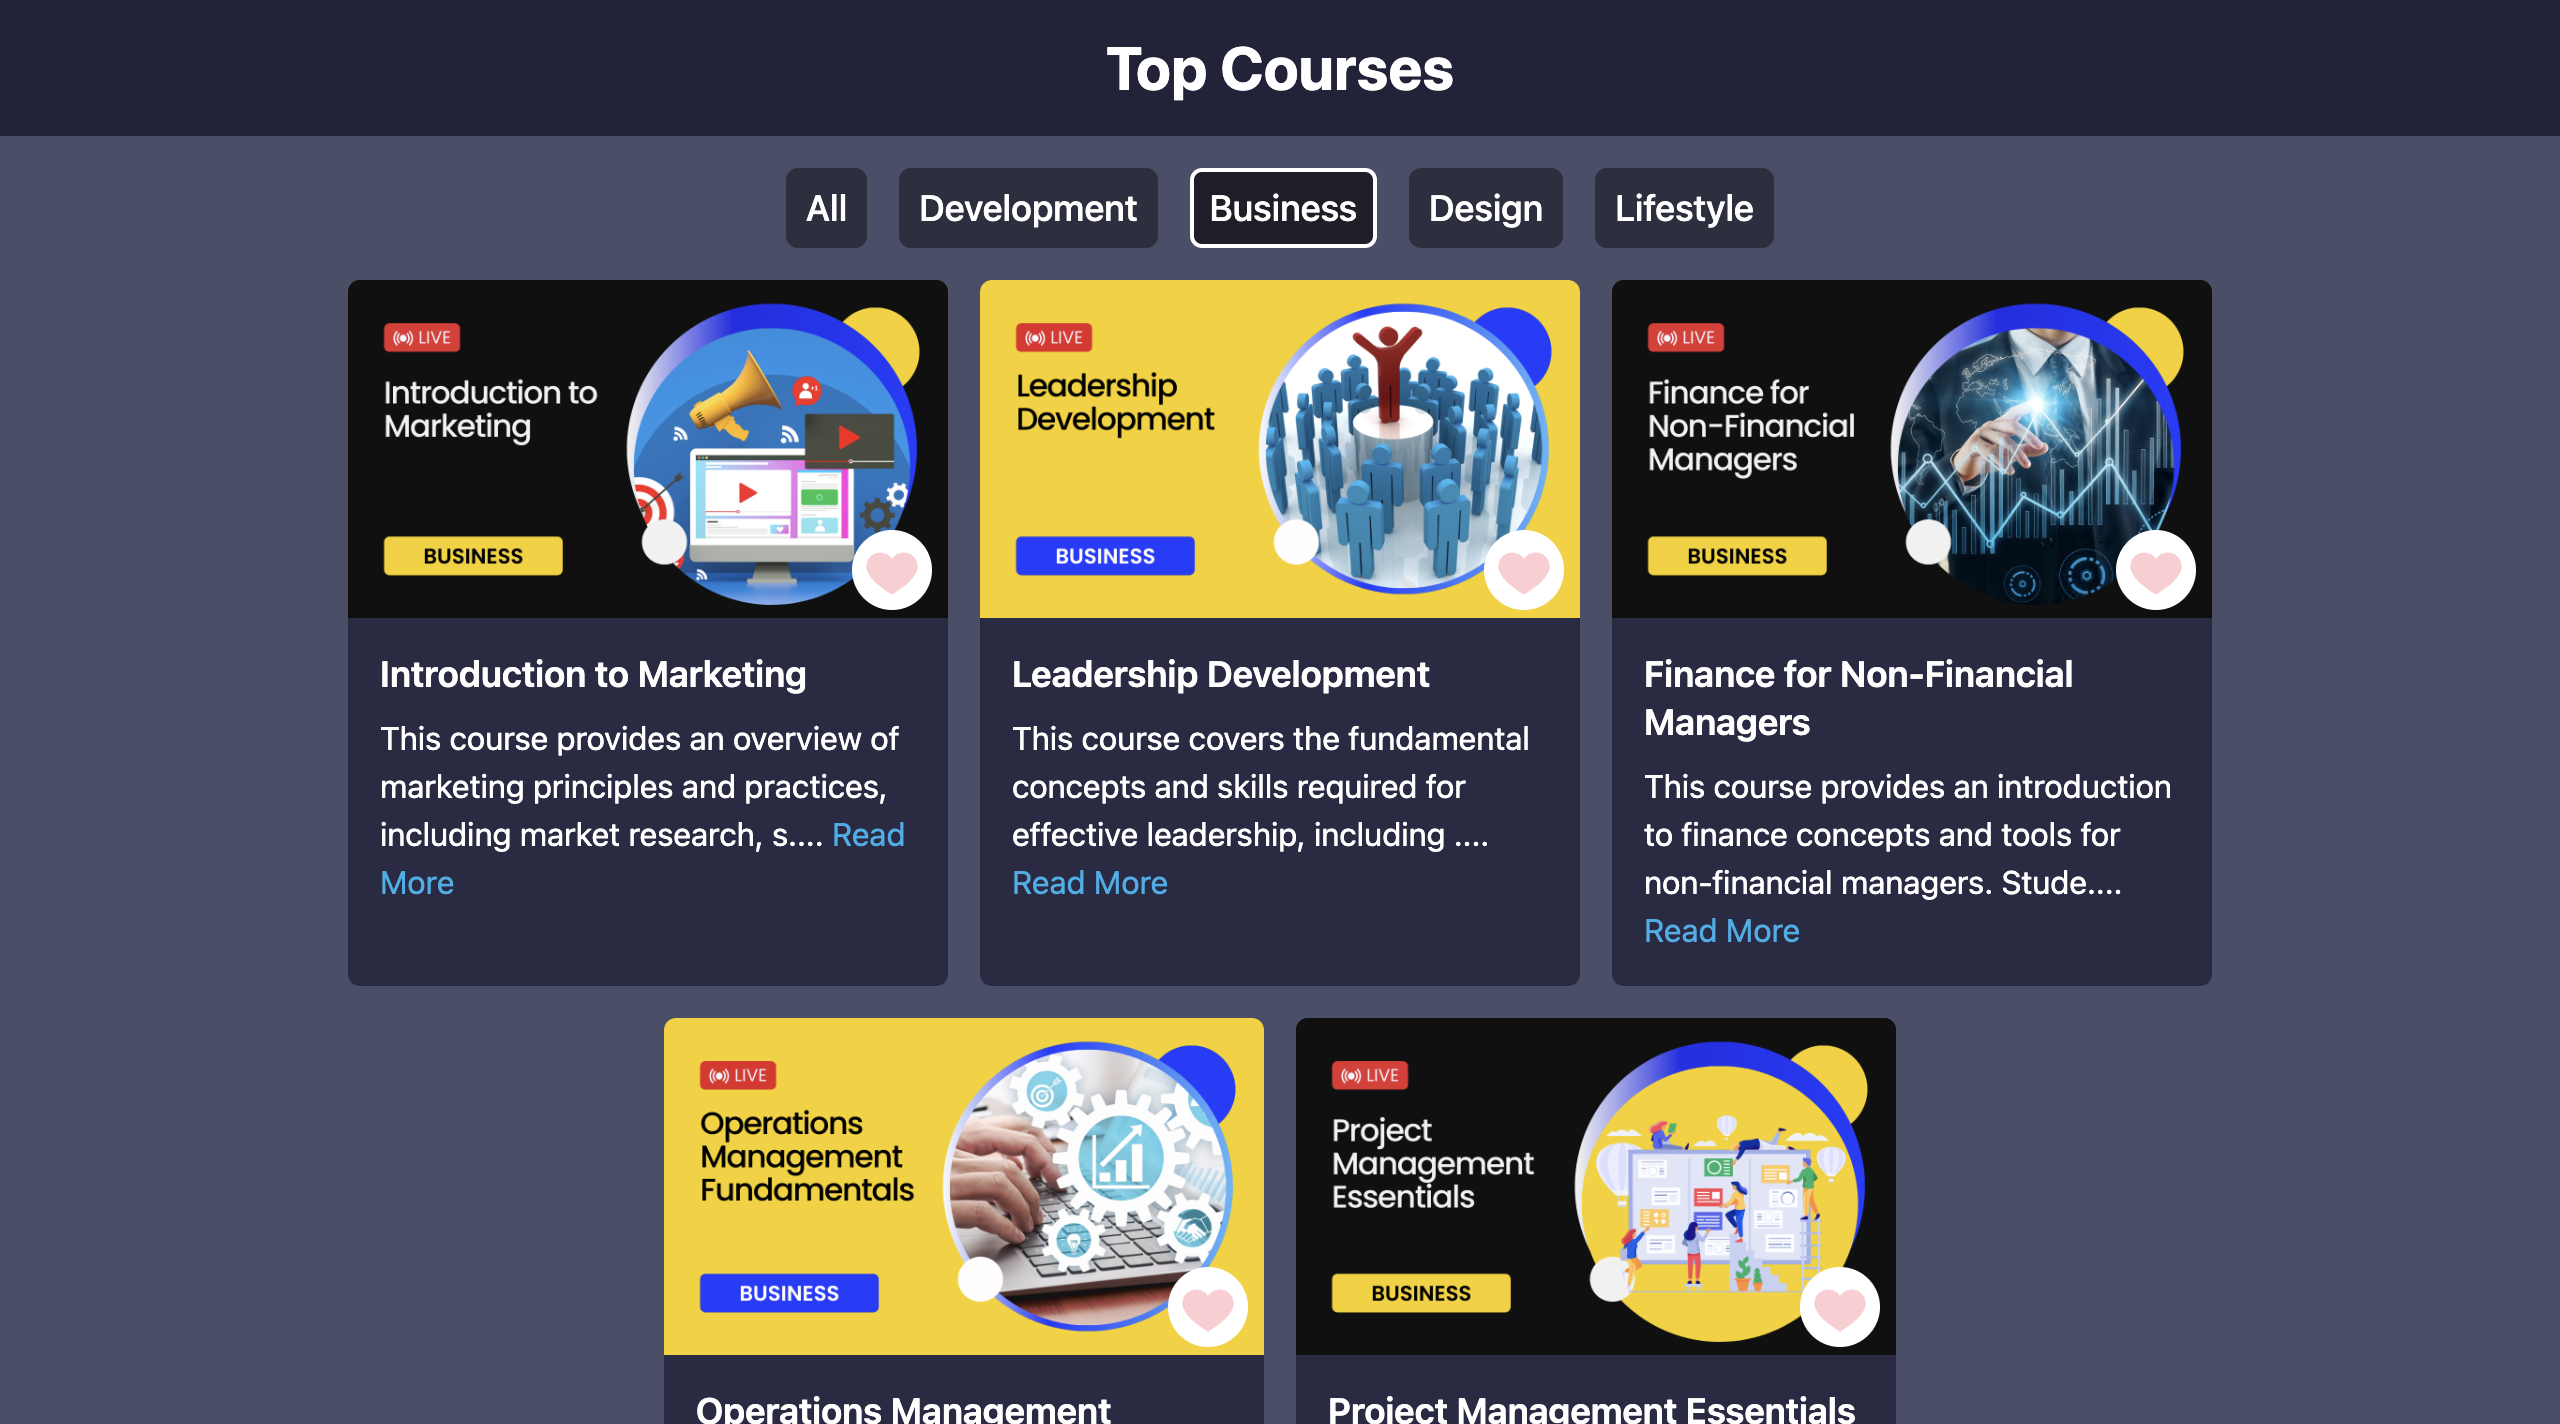 Top Courses
All
Development
Business
Design
Lifestyle
LIVE
Introduction to
Marketing
BUSINESS
Introduction to Marketing
This course provides an overview of
marketing principles and practices,
including market research, s.... Read
More
LIVE
Leadership
Development
BUSINESS
Leadership Development
This course covers the fundamental
concepts and skills required for
effective leadership, including ....
Read More
LIVE
Finance for
Non-Financial
Managers
BUSINESS
Finance for Non-Financial
Managers
This course provides an introduction
to finance concepts and tools for
non-financial managers. Stude....
Read More
LIVE
Operations
Management
Fundamentals
BUSINESS
Operations Management
LIVE
Project
Management
Essentials
BUSINESS
Project Management Essentials